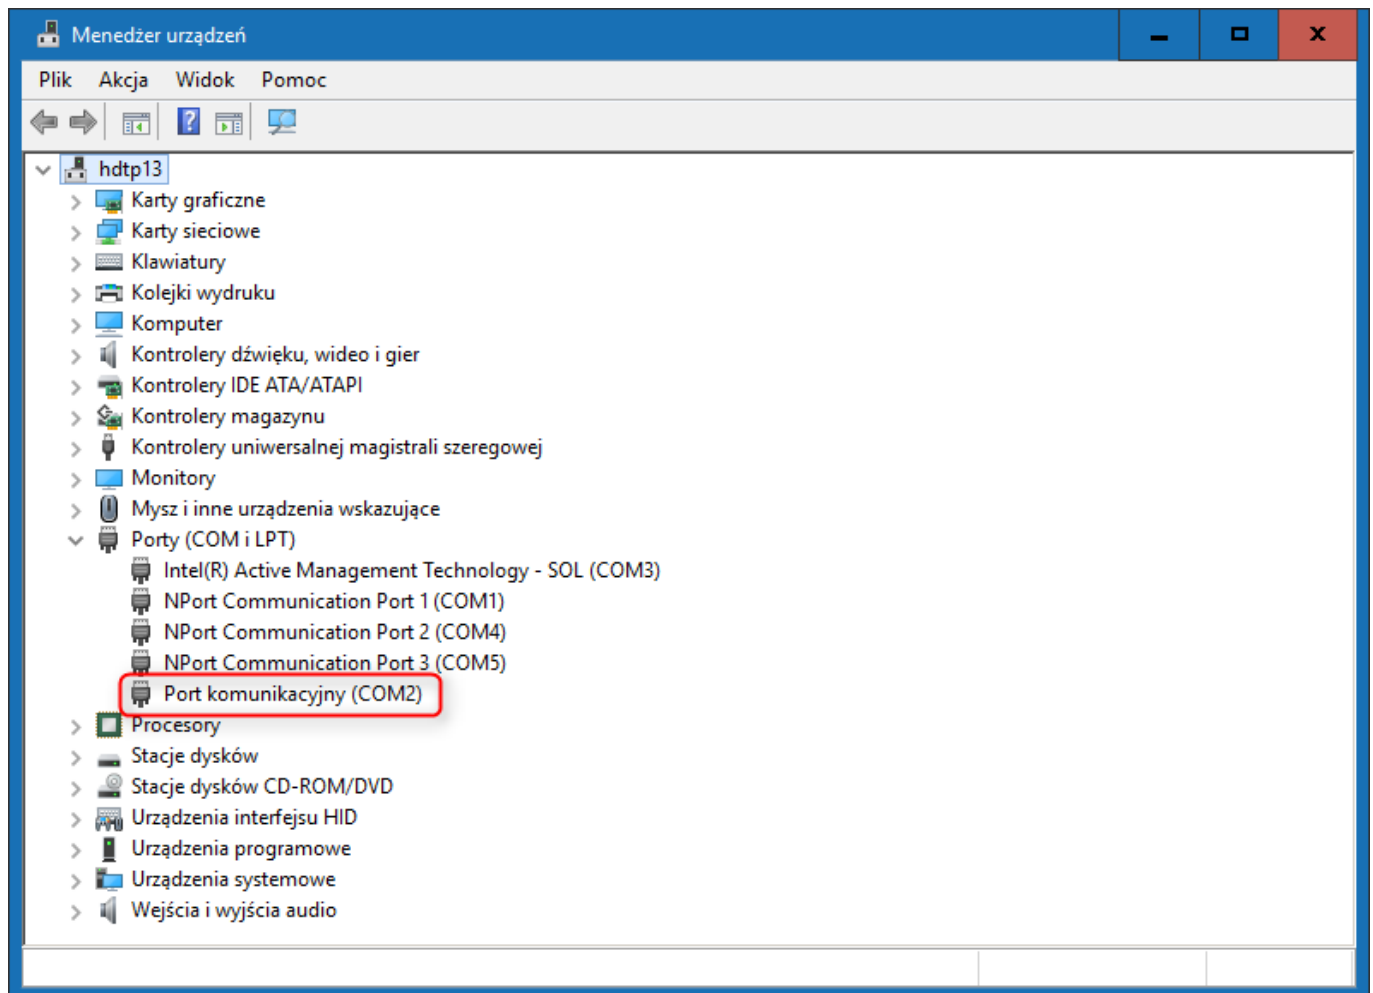 Menedżer urządzeń
Plik Akcja Widok Pomoc
hdtp13
Karty graficzne
Karty sieciowe
Klawiatury
Kolejki wydruku
Komputer
Kontrolery dźwięku, wideo i gier
Kontrolery IDE ATA/ATAPI
Kontrolery magazynu
Kontrolery uniwersalnej magistrali szeregowej
Monitory
Mysz i inne urządzenia wskazujące
Porty (COM i LPT)
Intel(R) Active Management Technology - SOL (COM3)
NPort Communication Port 1 (COM1)
NPort Communication Port 2 (COM4)
NPort Communication Port 3 (COM5)
Port komunikacyjny (COM2)
Procesory
Stacje dysków
Stacje dysków CD-ROM/DVD
Urządzenia interfejsu HID
Urządzenia programowe
Urządzenia systemowe
Wejścia i wyjścia audio